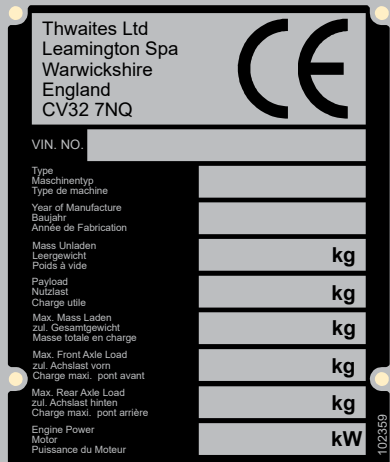 Thwaites Ltd
Leamington Spa
Warwickshire
England
CV32 7NQ
CE
VIN. NO.
Type
Maschinentyp
Type de machine
Year of Manufacture
Baujahr
Année de Fabrication
Mass Unladen
Leergewicht
Poids à vide
kg
Payload
Nutzlast
Charge utile
kg
Max. Mass Laden
zul. Gesamtgewicht
Masse totale en charge
kg
Max. Front Axle Load
zul. Achslast vorn
Charge maxi. pont avant
kg
Max. Rear Axle Load
zul. Achslast hinten
Charge maxi. pont arrière
kg
Engine Power
Motor
Puissance du Moteur
kW
102359